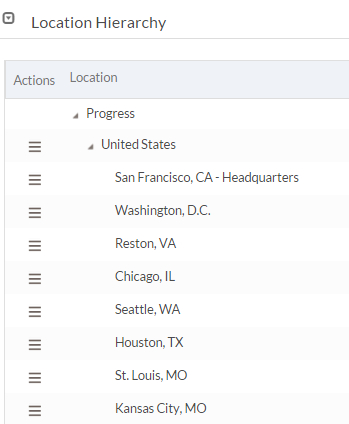 Location Hierarchy
Actions Location
Progress
United States
San Francisco, CA - Headquarters
Washington, D.C.
Reston, VA
Chicago, IL
Seattle, WA
Houston, TX
St. Louis, MO
Kansas City, MO